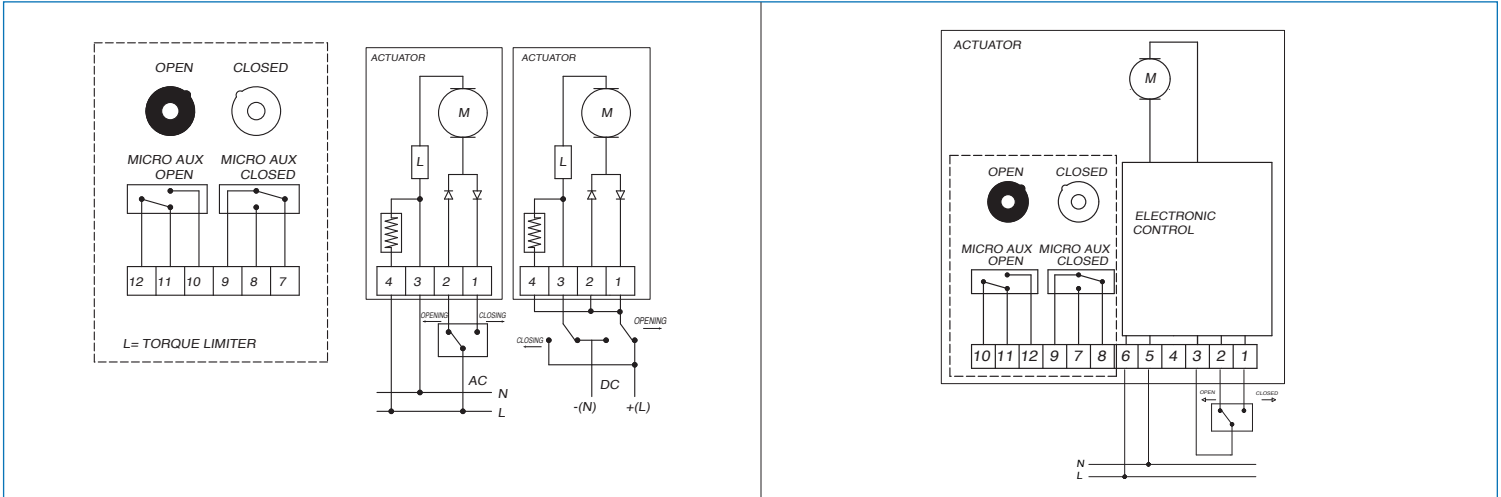 OPEN CLOSED
MICRO AUX OPEN
MICRO AUX CLOSED
12 11 10 9 8 7
L= TORQUE LIMITER
ACTUATOR
M
L
4 3 2 1
OPENING
CLOSING
AC
N
L
ACTUATOR
M
L
4 3 2 1
OPENING
CLOSING
DC
-(N) +(L)
ACTUATOR
M
OPEN CLOSED
MICRO AUX OPEN
MICRO AUX CLOSED
ELECTRONIC
CONTROL
10 11 12 9 7 8 6 5 4 3 2 1
OPEN
CLOSED
N
L